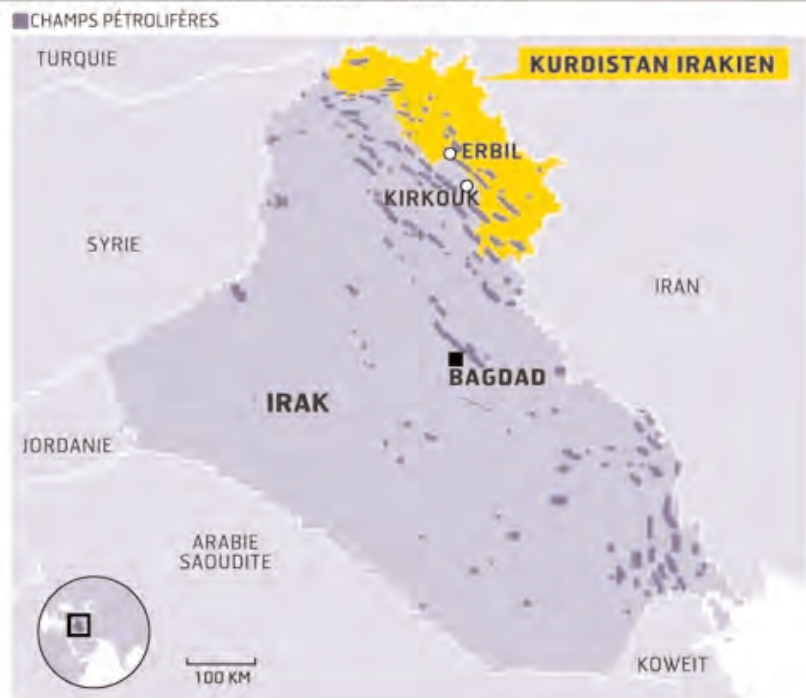 CHAMPS PÉTROLIFÈRES
TURQUIE
KURDISTAN IRAKIEN
ERBIL
KIRKOUK
SYRIE
IRAN
BAGDAD
IRAK
JORDANIE
ARABIE
SAOUDITE
100 KM
KOWEIT